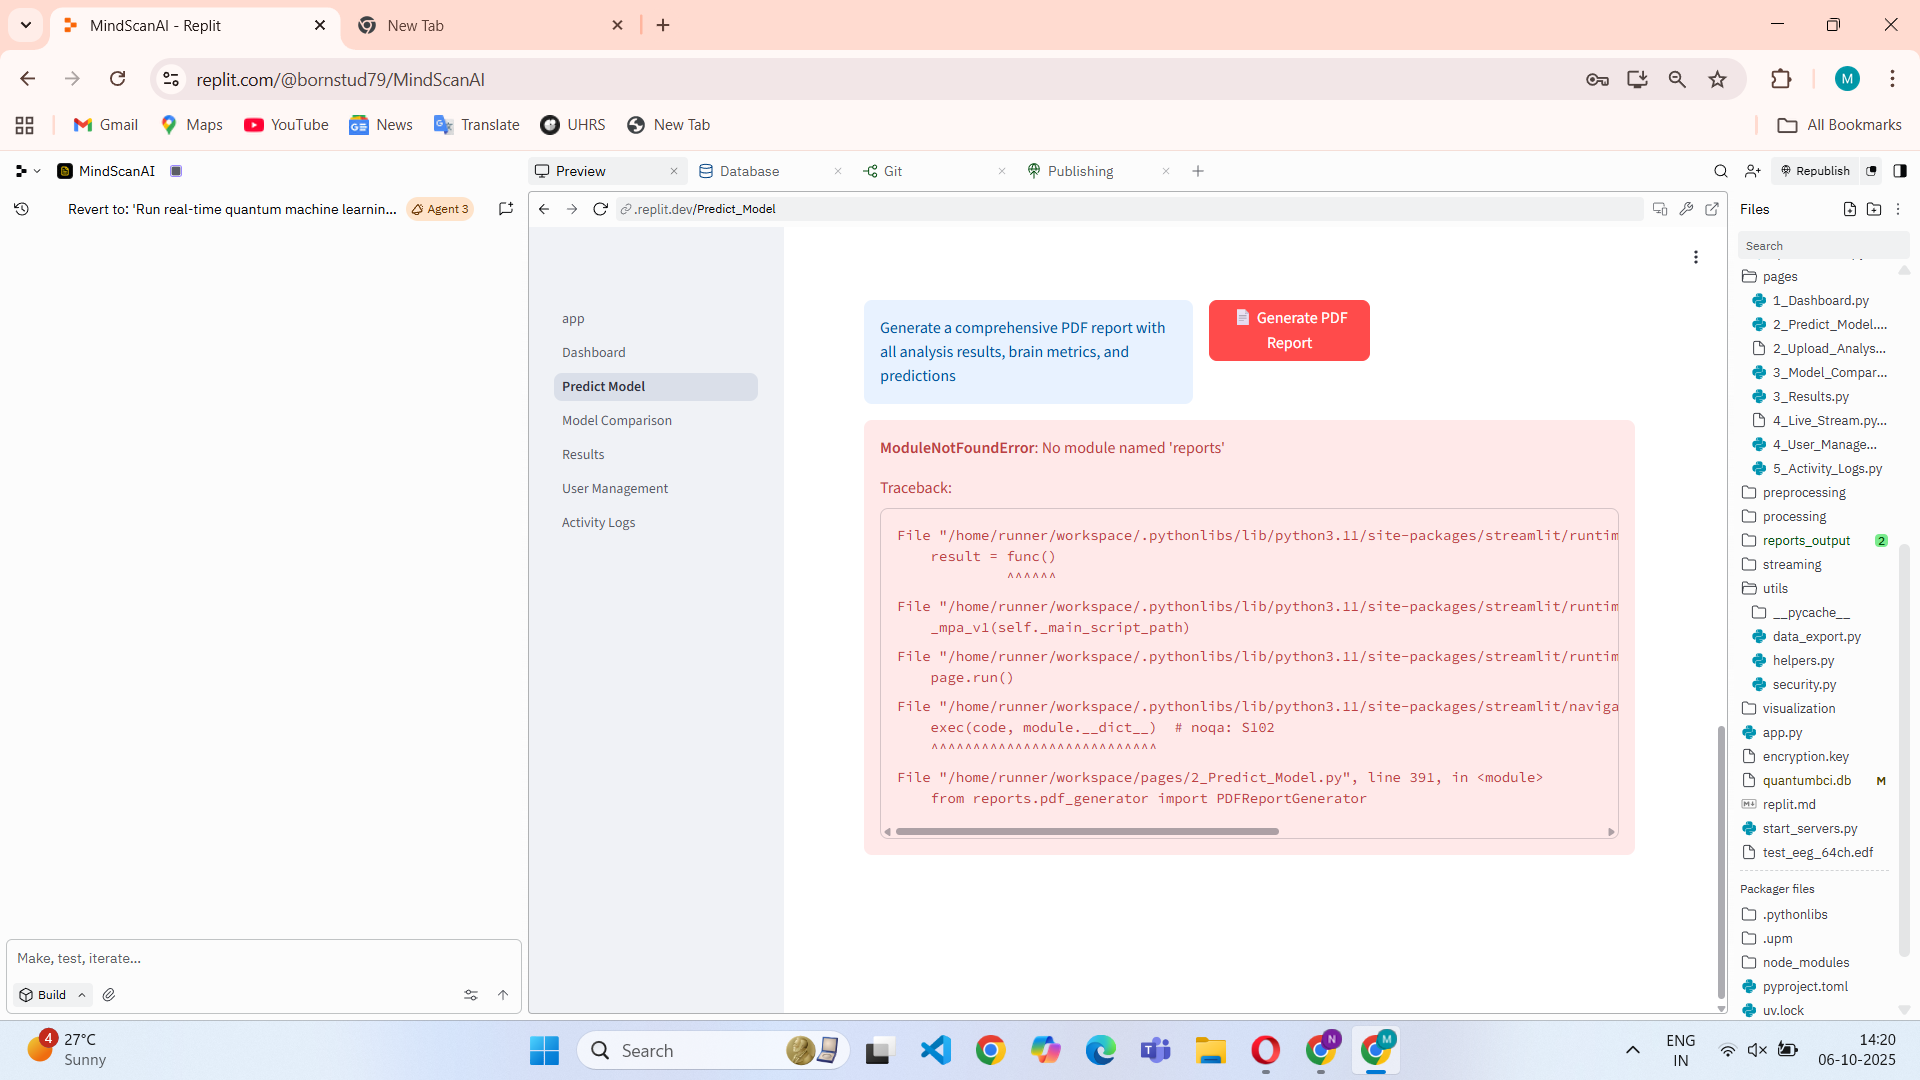 MindScanAI - Replit
New Tab
replit.com/@bornstud79/MindScanAI
M
Gmail
Maps
YouTube
News
Translate
UHRS
New Tab
All Bookmarks
MindScanAI
Preview
Database
Git
Publishing
Republish
Revert to: 'Run real-time quantum machine learnin...
Agent 3
.replit.dev/Predict_Model
Files
Search
app
Dashboard
Predict Model
Model Comparison
Results
User Management
Activity Logs
Generate a comprehensive PDF report with
all analysis results, brain metrics, and
predictions
Generate PDF
Report
ModuleNotFoundError: No module named 'reports'
Traceback:
File "/home/runner/workspace/.pythonlibs/lib/python3.11/site-packages/streamlit/runtim
result = func()
^^^^^^
File "/home/runner/workspace/.pythonlibs/lib/python3.11/site-packages/streamlit/runtim
_mpa_v1(self._main_script_path)
File "/home/runner/workspace/.pythonlibs/lib/python3.11/site-packages/streamlit/runtim
page.run()
File "/home/runner/workspace/.pythonlibs/lib/python3.11/site-packages/streamlit/naviga
exec(code, module.__dict__)  # noqa: S102
^^^^^^^^^^^^^^^^^^^^^^^^^^^
File "/home/runner/workspace/pages/2_Predict_Model.py", line 391, in <module>
from reports.pdf_generator import PDFReportGenerator
pages
1_Dashboard.py
2_Predict_Model....
2_Upload_Analys...
3_Model_Compar...
3_Results.py
4_Live_Stream.py...
4_User_Manage...
5_Activity_Logs.py
preprocessing
processing
reports_output 2
streaming
utils
__pycache__
data_export.py
helpers.py
security.py
visualization
app.py
encryption.key
quantumbci.db M
replit.md
start_servers.py
test_eeg_64ch.edf
Packager files
.pythonlibs
.upm
node_modules
pyproject.toml
uv.lock
Make, test, iterate...
Build
4
27°C
Sunny
Search
N
M
ENG
IN
14:20
06-10-2025